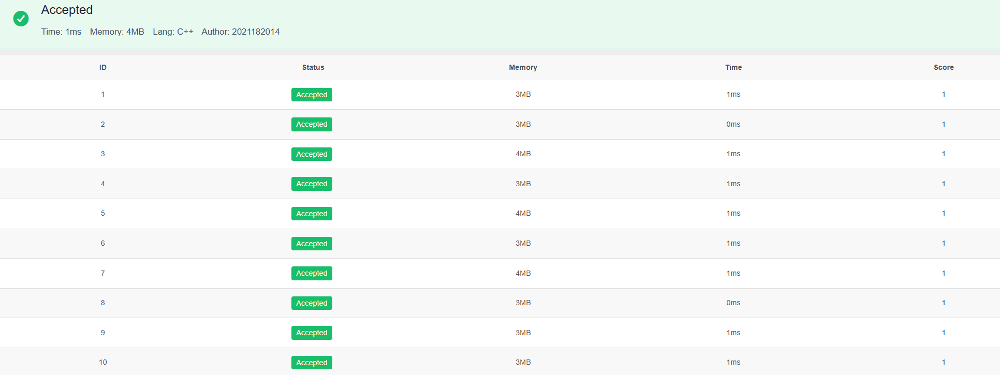 Accepted
Time: 1ms Memory: 4MB Lang: C++ Author: 2021182014
ID Status Memory Time Score
1 Accepted 3MB 1ms 1
2 Accepted 3MB 0ms 1
3 Accepted 4MB 1ms 1
4 Accepted 3MB 1ms 1
5 Accepted 4MB 1ms 1
6 Accepted 3MB 1ms 1
7 Accepted 4MB 1ms 1
8 Accepted 3MB 0ms 1
9 Accepted 3MB 1ms 1
10 Accepted 3MB 1ms 1